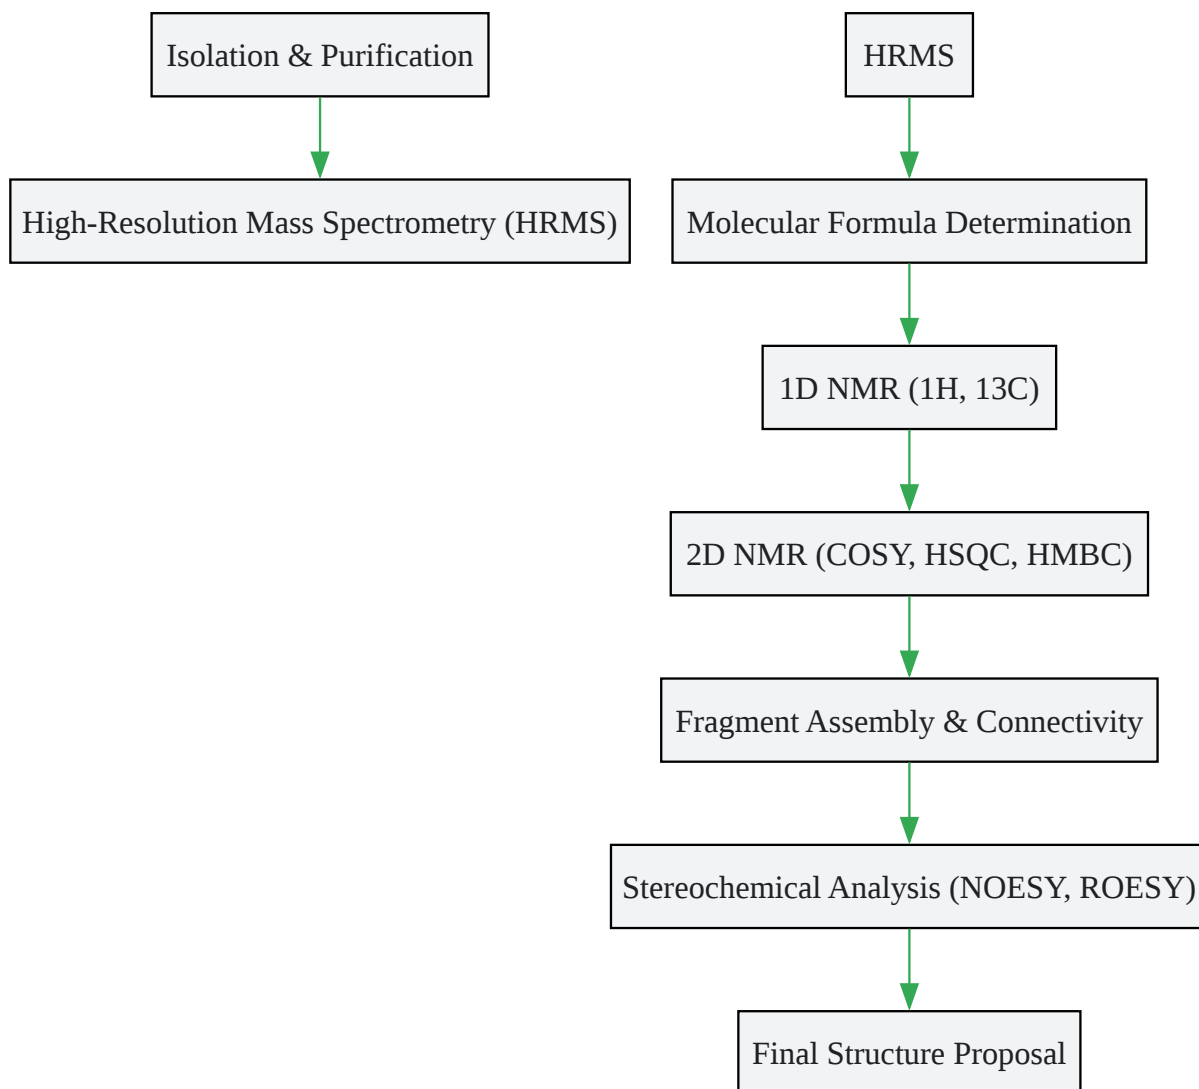 Isolation & Purification
HRMS
High-Resolution Mass Spectrometry (HRMS)
Molecular Formula Determination
1D NMR (1H, 13C)
2D NMR (COSY, HSQC, HMBC)
Fragment Assembly & Connectivity
Stereochemical Analysis (NOESY, ROESY)
Final Structure Proposal